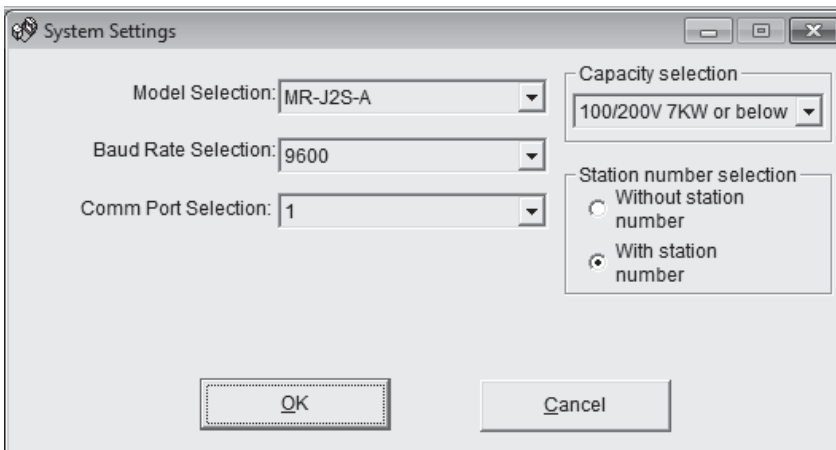 System Settings
Model Selection: MR-J2S-A
Baud Rate Selection: 9600
Comm Port Selection: 1
Capacity selection
100/200V 7KW or below
Station number selection
Without station
number
With station
number
OK
Cancel